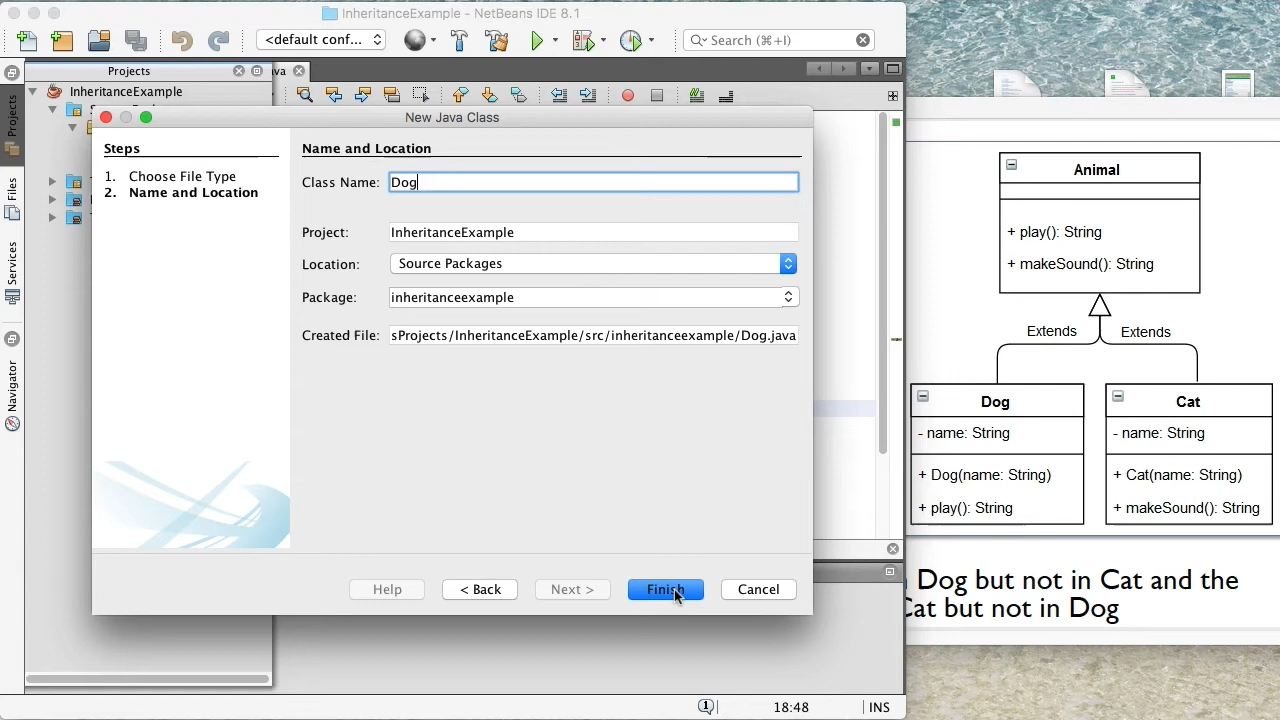 InheritanceExample - NetBeans IDE 8.1
<default conf...
Search (⌘+I)
Projects
va
InheritanceExample
Projects
Files
Services
Navigator
New Java Class
Steps
1. Choose File Type
2. Name and Location
Name and Location
Class Name: Dog
Project: InheritanceExample
Location: Source Packages
Package: inheritanceexample
Created File: sProjects/InheritanceExample/src/inheritanceexample/Dog.java
Help
< Back
Next >
Finish
Cancel
1
18:48
INS
Animal
+ play(): String
+ makeSound(): String
Extends
Extends
Dog
- name: String
+ Dog(name: String)
+ play(): String
Cat
- name: String
+ Cat(name: String)
+ makeSound(): String
Dog but not in Cat and the
Cat but not in Dog